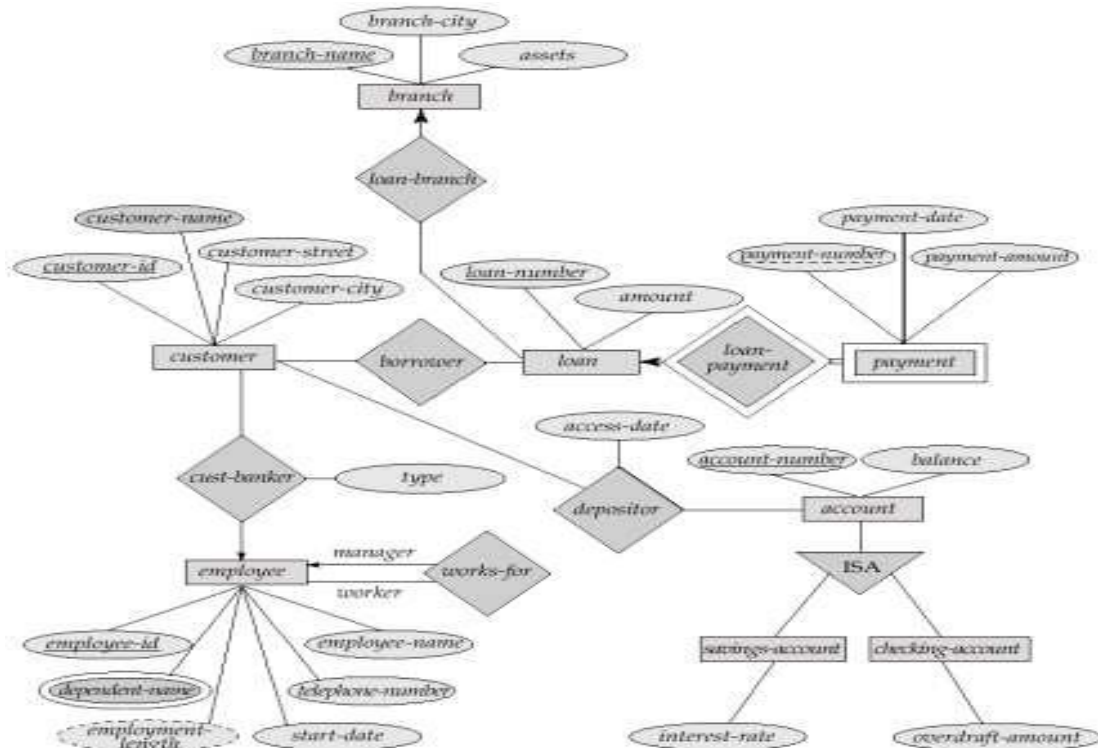 branch-city
branch-name
assets
branch
loan-branch
customer-name
payment-date
customer-street
customer-id
loan-number
payment-number
payment-amount
customer-city
amount
customer
borrower
loan
loan-
payment
payment
access-date
account-number
balance
cust-banker
type
depositor
account
manager
employee
works-for
ISA
worker
employee-id
employee-name
savings-account
checking-account
dependent-name
telephone-number
employment-
length
start-date
interest-rate
overdraft-amount